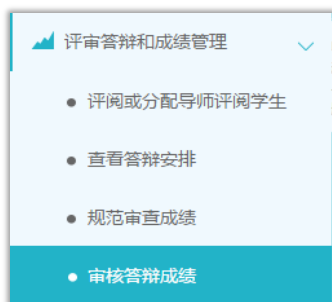 评审答辩和成绩管理
评阅或分配导师评阅学生
查看答辩安排
规范审查成绩
审核答辩成绩